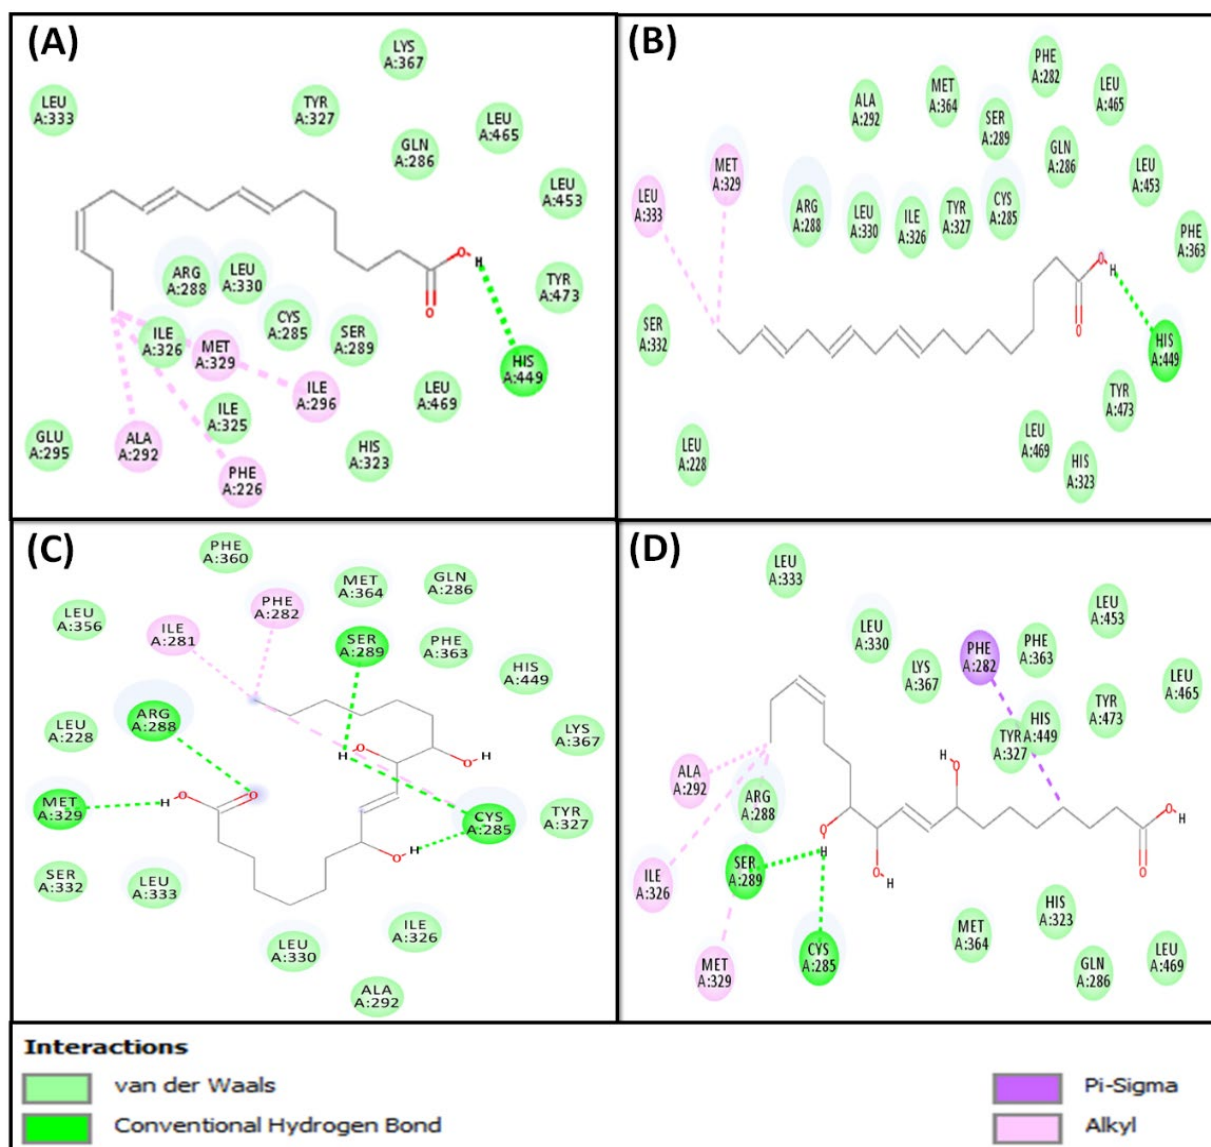 (A)
LYS
A:367
LEU
A:333
TYR
A:327
LEU
A:465
GLN
A:286
LEU
A:453
O
H
O
ARG
A:288
LEU
A:330
TYR
A:473
CYS
A:285
SER
A:289
ILE
A:326
MET
A:329
HIS
A:449
ILE
A:296
LEU
A:469
ILE
A:325
GLU
A:295
ALA
A:292
HIS
A:323
PHE
A:226
(B)
PHE
A:282
MET
A:364
LEU
A:465
ALA
A:292
SER
A:289
GLN
A:286
MET
A:329
LEU
A:453
LEU
A:333
ARG
A:288
LEU
A:330
ILE
A:326
TYR
A:327
CYS
A:285
PHE
A:363
O
H
O
SER
A:332
HIS
A:449
TYR
A:473
LEU
A:228
LEU
A:469
HIS
A:323
(C)
PHE
A:360
MET
A:364
GLN
A:286
PHE
A:282
LEU
A:356
ILE
A:281
SER
A:289
PHE
A:363
HIS
A:449
ARG
A:288
LEU
A:228
LYS
A:367
H O
O H
H O
O
MET
A:329
CYS
A:285
TYR
A:327
O H
SER
A:332
LEU
A:333
ILE
A:326
LEU
A:330
ALA
A:292
(D)
LEU
A:333
LEU
A:453
LEU
A:330
PHE
A:282
PHE
A:363
LYS
A:367
LEU
A:465
TYR
A:473
HIS
A:449
TYR
A:327
H O
ALA
A:292
ARG
A:288
O H
O
H
O
H
O
SER
A:289
ILE
A:326
HIS
A:323
MET
A:364
CYS
A:285
MET
A:329
GLN
A:286
LEU
A:469
Interactions
van der Waals
Conventional Hydrogen Bond
Pi-Sigma
Alkyl